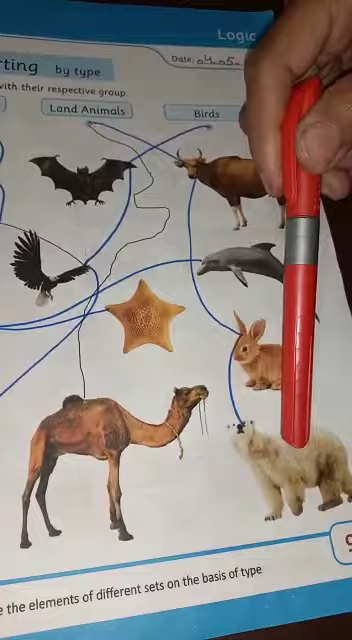 Logic
Date: 04.05.
rting by type
with their respective group.
Land Animals
Birds
e the elements of different sets on the basis of type